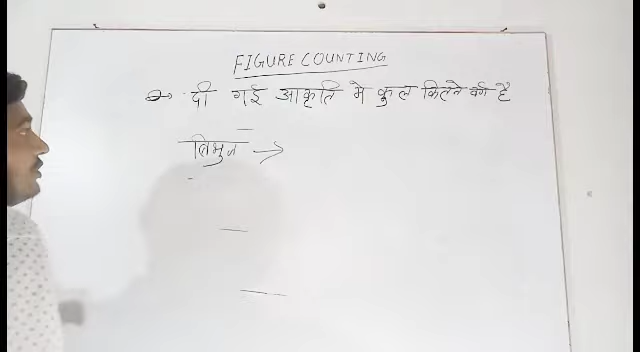 FIGURE COUNTING
Q→ दी गई आकृति मे कुल कितने वर्ग है
त्रिभुज →